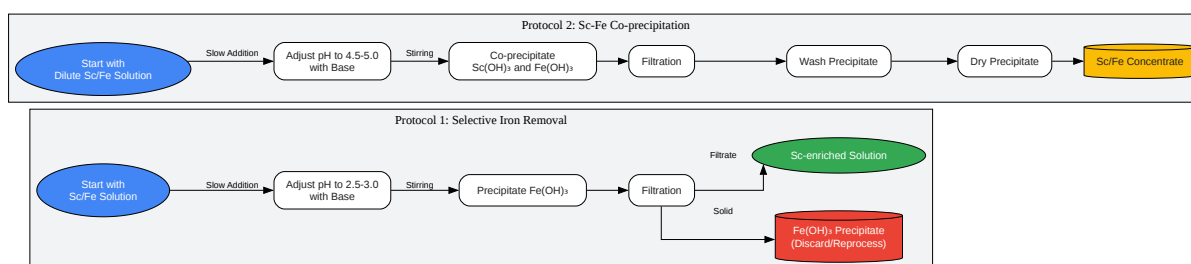 Protocol 2: Sc-Fe Co-precipitation
Start with
Dilute Sc/Fe Solution
Slow Addition
Adjust pH to 4.5-5.0
with Base
Stirring
Co-precipitate
Sc(OH)₃ and Fe(OH)₃
Filtration
Wash Precipitate
Dry Precipitate
Sc/Fe Concentrate
Protocol 1: Selective Iron Removal
Start with
Sc/Fe Solution
Slow Addition
Adjust pH to 2.5-3.0
with Base
Stirring
Precipitate Fe(OH)₃
Filtration
Filtrate
Sc-enriched Solution
Solid
Fe(OH)₃ Precipitate
(Discard/Reprocess)